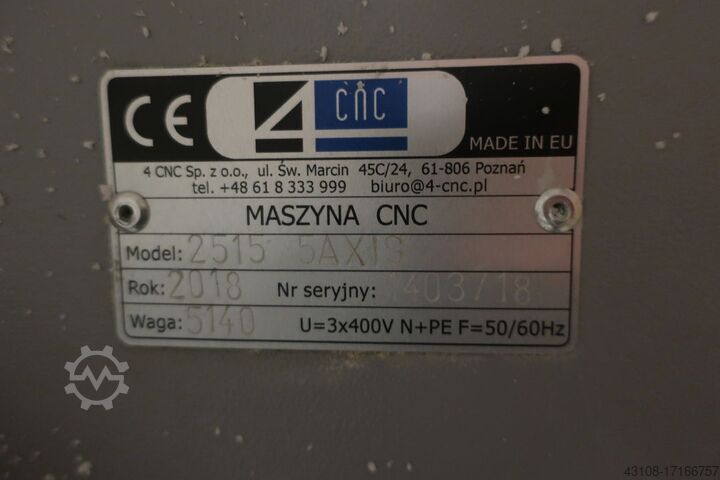 CE 4 CNC MADE IN EU
4 CNC Sp. z o.o., ul. Św. Marcin 45C/24, 61-806 Poznań
tel. +48 61 8 333 999 biuro@4-cnc.pl
MASZYNA CNC
Model: 2515 5AXIS
Rok: 2018 Nr seryjny: 1403/18
Waga: 5140 U=3x400V N+PE F=50/60Hz
43108-17166757